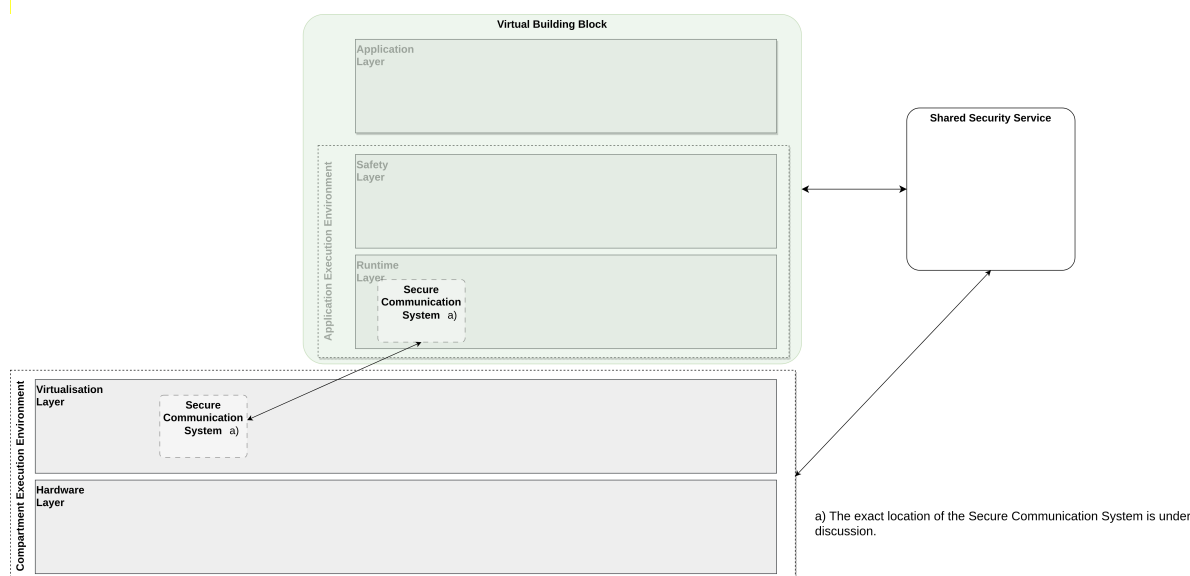 Virtual Building Block
Application
Layer
Shared Security Service
Application Execution Environment
Safety
Layer
Runtime
Layer
Secure
Communication
System a)
Compartment Execution Environment
Virtualisation
Layer
Secure
Communication
System a)
Hardware
Layer
a) The exact location of the Secure Communication System is under
discussion.